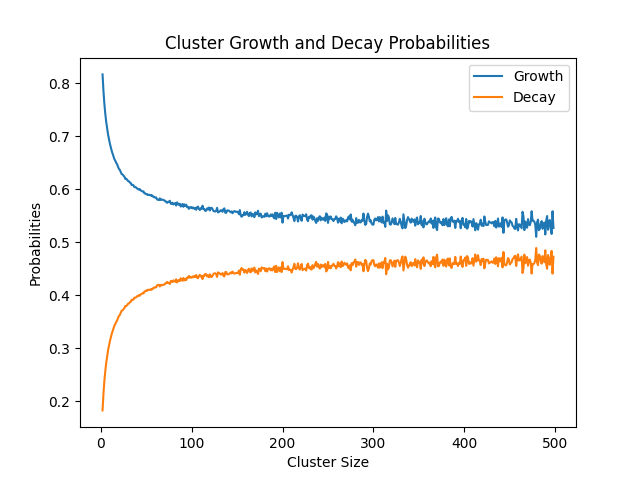 Cluster Growth and Decay Probabilities
Growth
Decay
Probabilities
0.8
0.7
0.6
0.5
0.4
0.3
0.2
0
100
200
300
400
500
Cluster Size